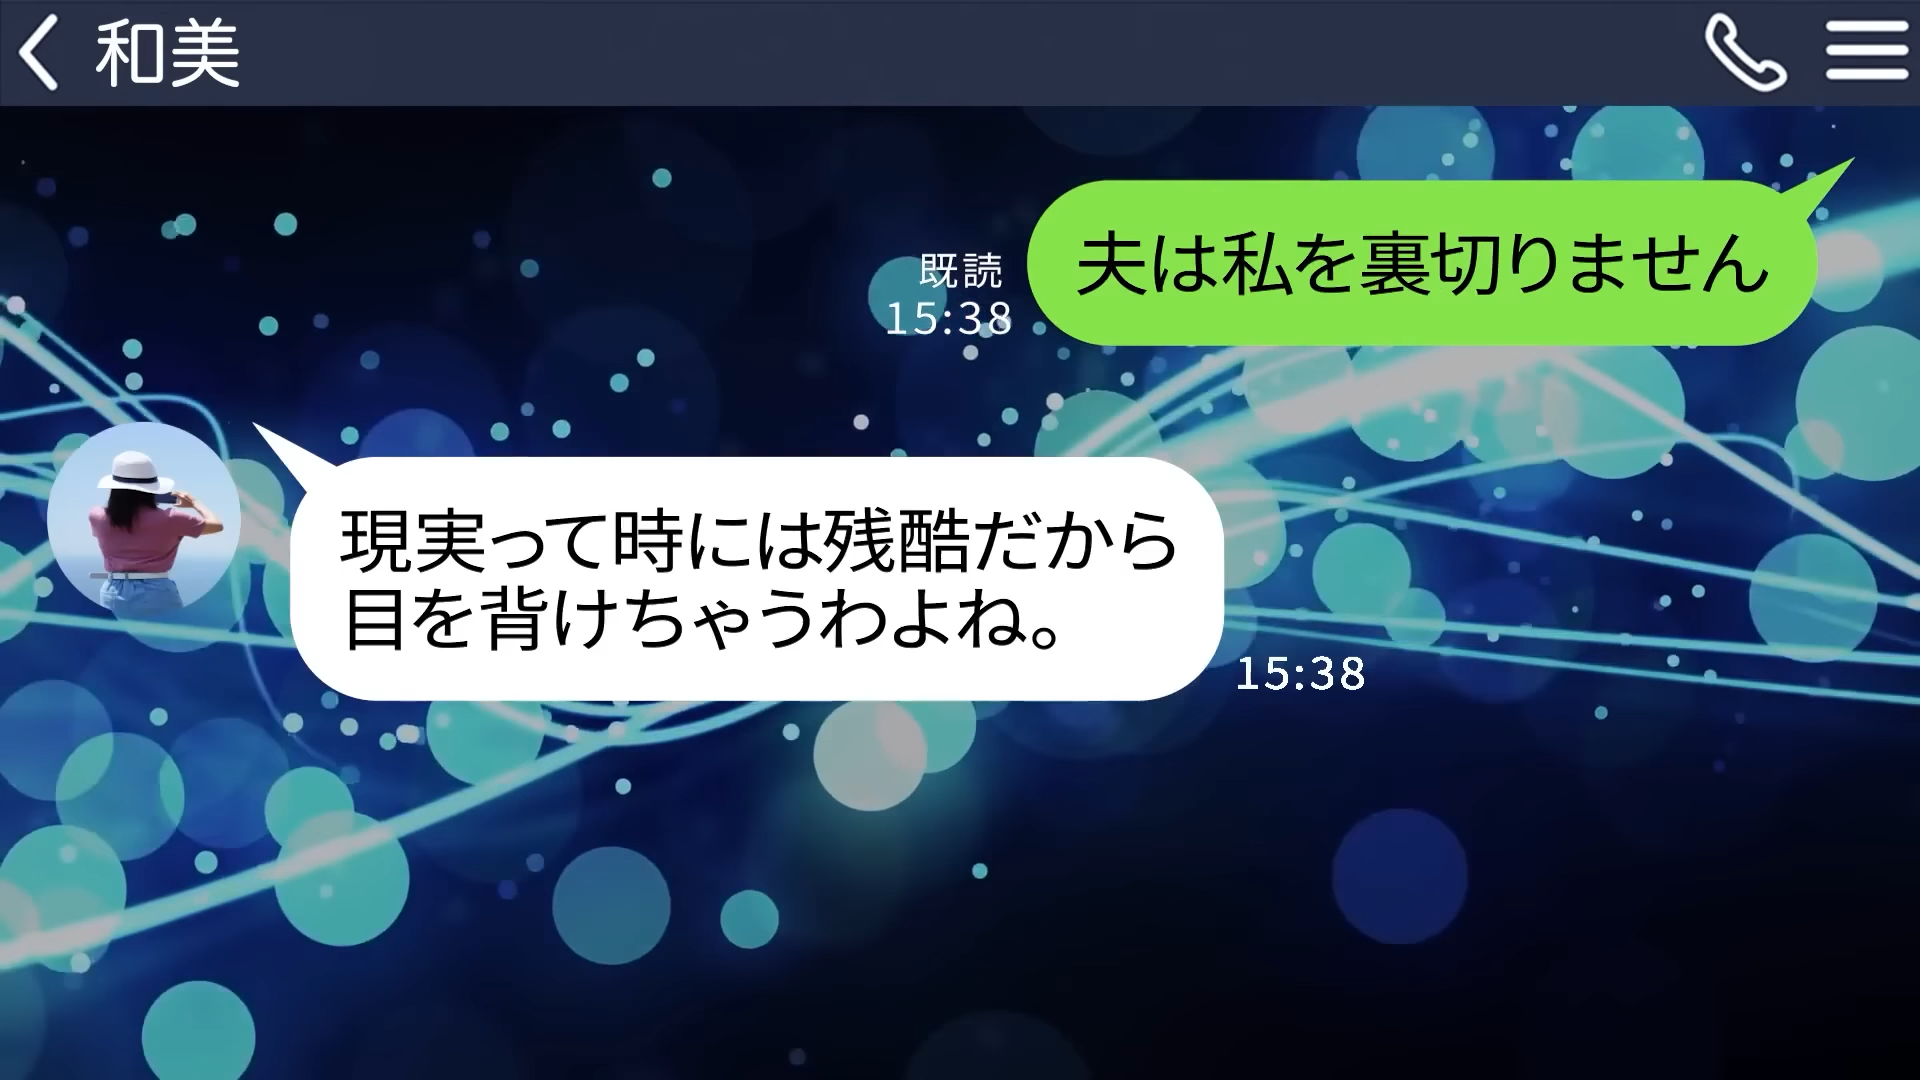 和美
夫は私を裏切りません
既読
15:38
現実って時には残酷だから
目を背けちゃうわよね。
15:38